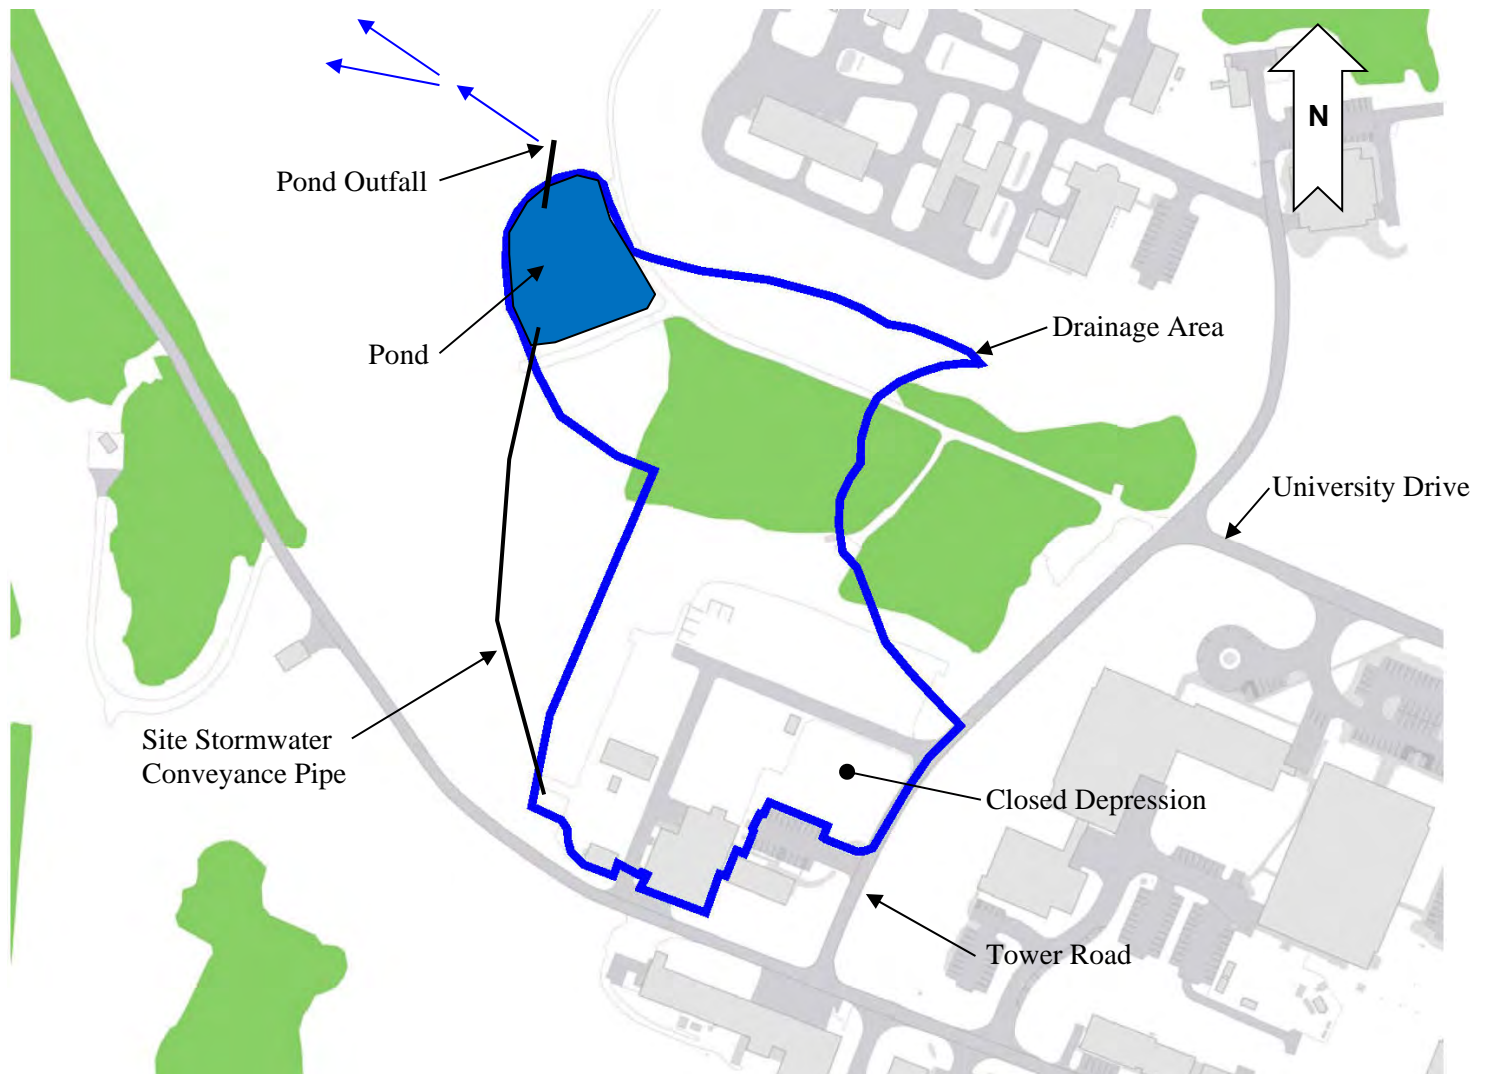 N
Pond Outfall
Drainage Area
Pond
University Drive
Site Stormwater
Conveyance Pipe
Closed Depression
Tower Road